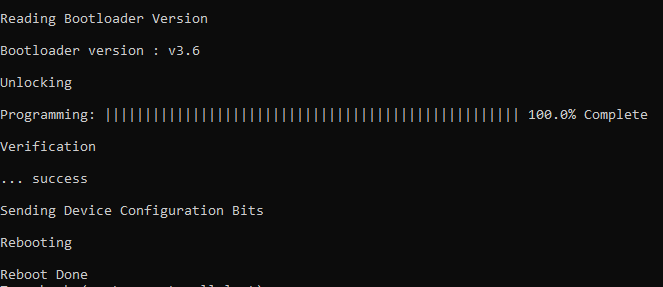 Reading Bootloader Version
Bootloader version : v3.6
Unlocking
Programming: |||||||||||||||||||||||||||||||||||||||||||||||||||| 100.0% Complete
Verification
... success
Sending Device Configuration Bits
Rebooting
Reboot Done